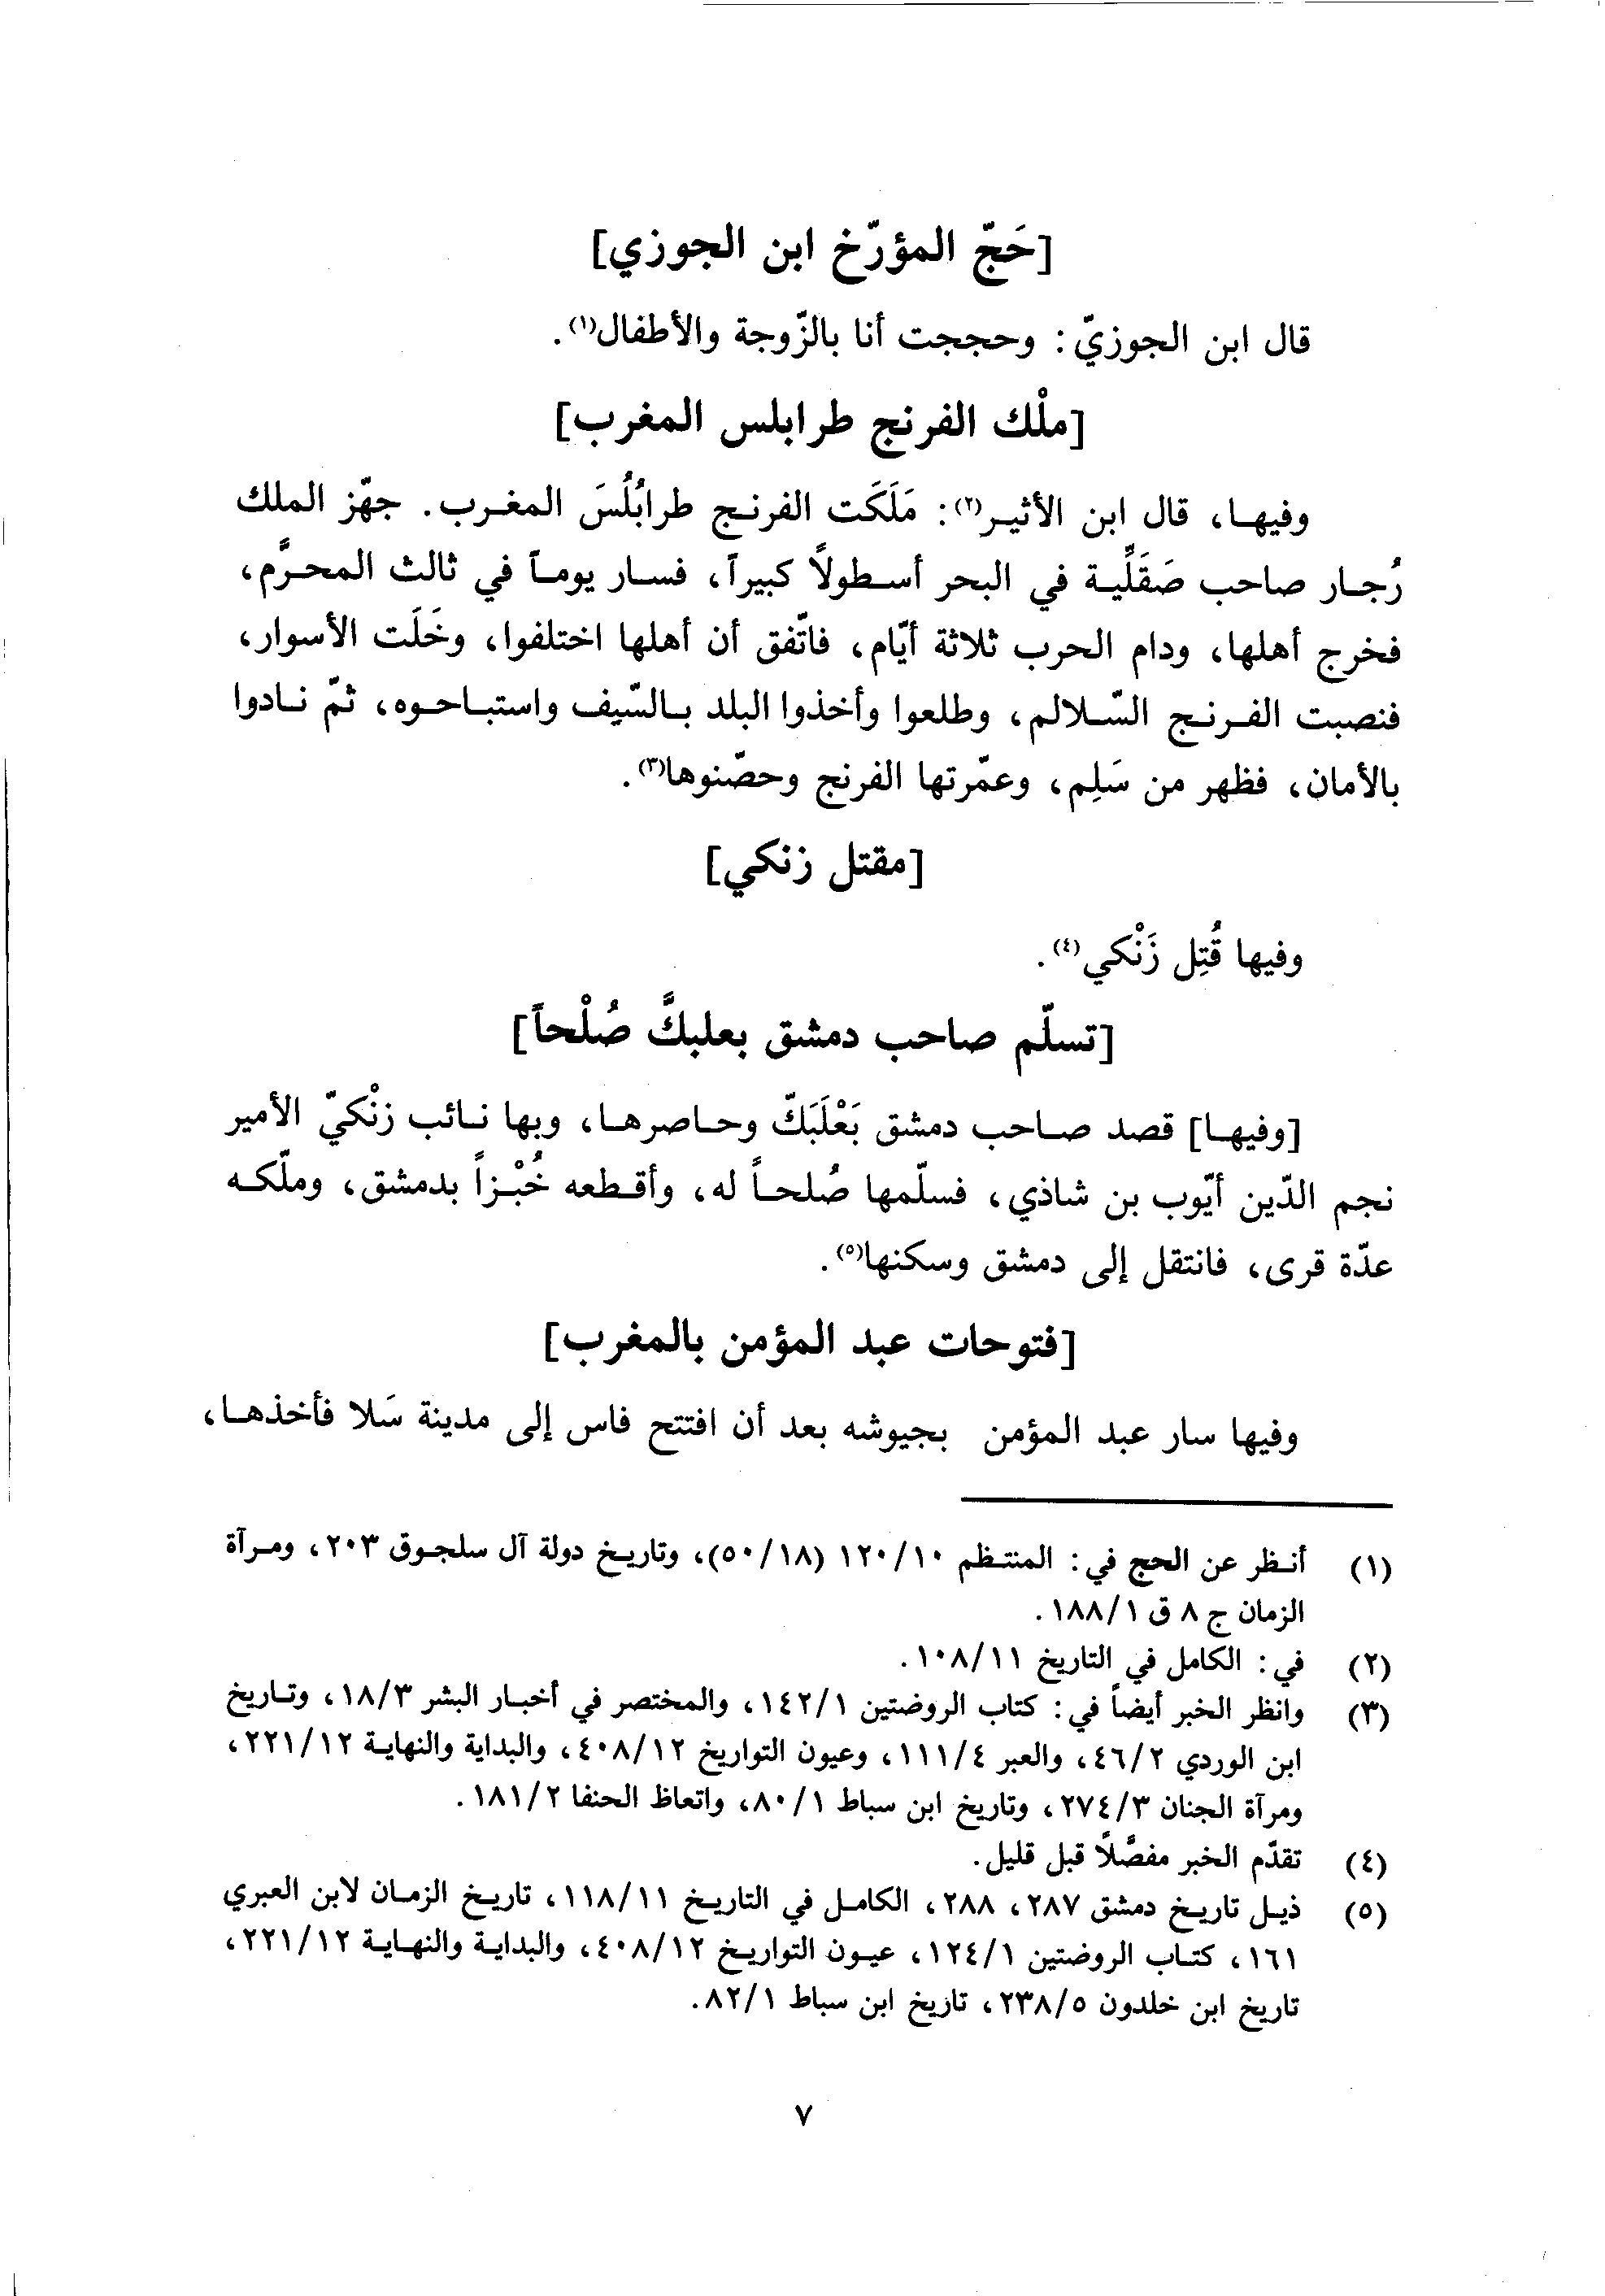 [حَجّ المؤرّخ ابن الجوزي]
قال ابن الجوزيّ: وحججت أنا بالزّوجة والأطفال(١).
[ملْك الفرنج طرابلس المغرب]
وفيها، قال ابن الأثير(٢): مَلَكَت الفرنج طرابُلُسَ المغرب. جهّز الملك
رُجار صاحب صَقَلِّية في البحر أسطولاً كبيراً، فسار يوماً في ثالث المحرَّم،
فخرج أهلها، ودام الحرب ثلاثة أيّام، فاتّفق أن أهلها اختلفوا، وخَلَت الأسوار،
فنصبت الفرنج السّلالم، وطلعوا وأخذوا البلد بالسّيف واستباحوه، ثمّ نادوا
بالأمان، فظهر من سَلِم، وعمّرتها الفرنج وحصّنوها(٣).
[مقتل زنكي]
وفيها قُتِل زَنْكي(٤).
[تسلّم صاحب دمشق بعلبكَّ صُلْحاً]
[وفيها] قصد صاحب دمشق بَعْلَبَكّ وحاصرها، وبها نائب زنْكيّ الأمير
نجم الدّين أيّوب بن شاذي، فسلّمها صُلحاً له، وأقطعه خُبْزاً بدمشق، وملّكه
عدّة قرى، فانتقل إلى دمشق وسكنها(٥).
[فتوحات عبد المؤمن بالمغرب]
وفيها سار عبد المؤمن بجيوشه بعد أن افتتح فاس إلى مدينة سَلا فأخذها،
(١) أنظر عن الحج في: المنتظم ١٢٠/١٠ (٥٠/١٨)، وتاريخ دولة آل سلجوق ٢٠٣، ومرآة
الزمان ج ٨ ق ١٨٨/١.
(٢) في: الكامل في التاريخ ١٠٨/١١.
(٣) وانظر الخبر أيضاً في: كتاب الروضتين ١٤٢/١، والمختصر في أخبار البشر ١٨/٣، وتاريخ
ابن الوردي ٤٦/٢، والعبر ١١١/٤، وعيون التواريخ ٤٠٨/١٢، والبداية والنهاية ٢٢١/١٢،
ومرآة الجنان ٢٧٤/٣، وتاريخ ابن سباط ٨٠/١، واتعاظ الحنفا ١٨١/٢.
(٤) تقدّم الخبر مفصَّلاً قبل قليل.
(٥) ذيل تاريخ دمشق ٢٨٧، ٢٨٨، الكامل في التاريخ ١١٨/١١، تاريخ الزمان لابن العبري
١٦١، كتاب الروضتين ١٢٤/١، عيون التواريخ ٤٠٨/١٢، والبداية والنهاية ٢٢١/١٢،
تاريخ ابن خلدون ٢٣٨/٥، تاريخ ابن سباط ٨٢/١.
٧